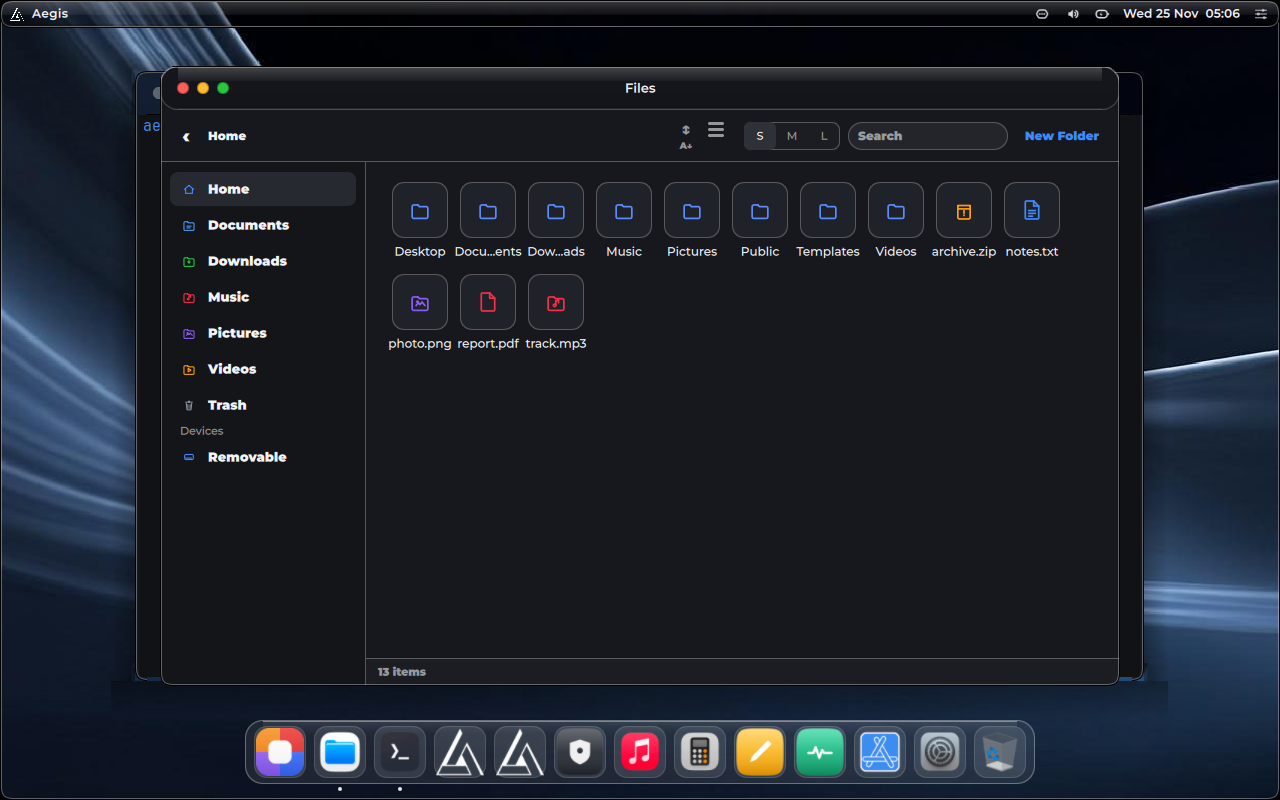 Aegis
Wed 25 Nov 05:06
Files
ae
Home
A+
S M L
Search
New Folder
Home
Documents
Downloads
Music
Pictures
Videos
Trash
Devices
Removable
Desktop Docu...ents Dow...ads Music Pictures Public Templates Videos archive.zip notes.txt
photo.png report.pdf track.mp3
13 items